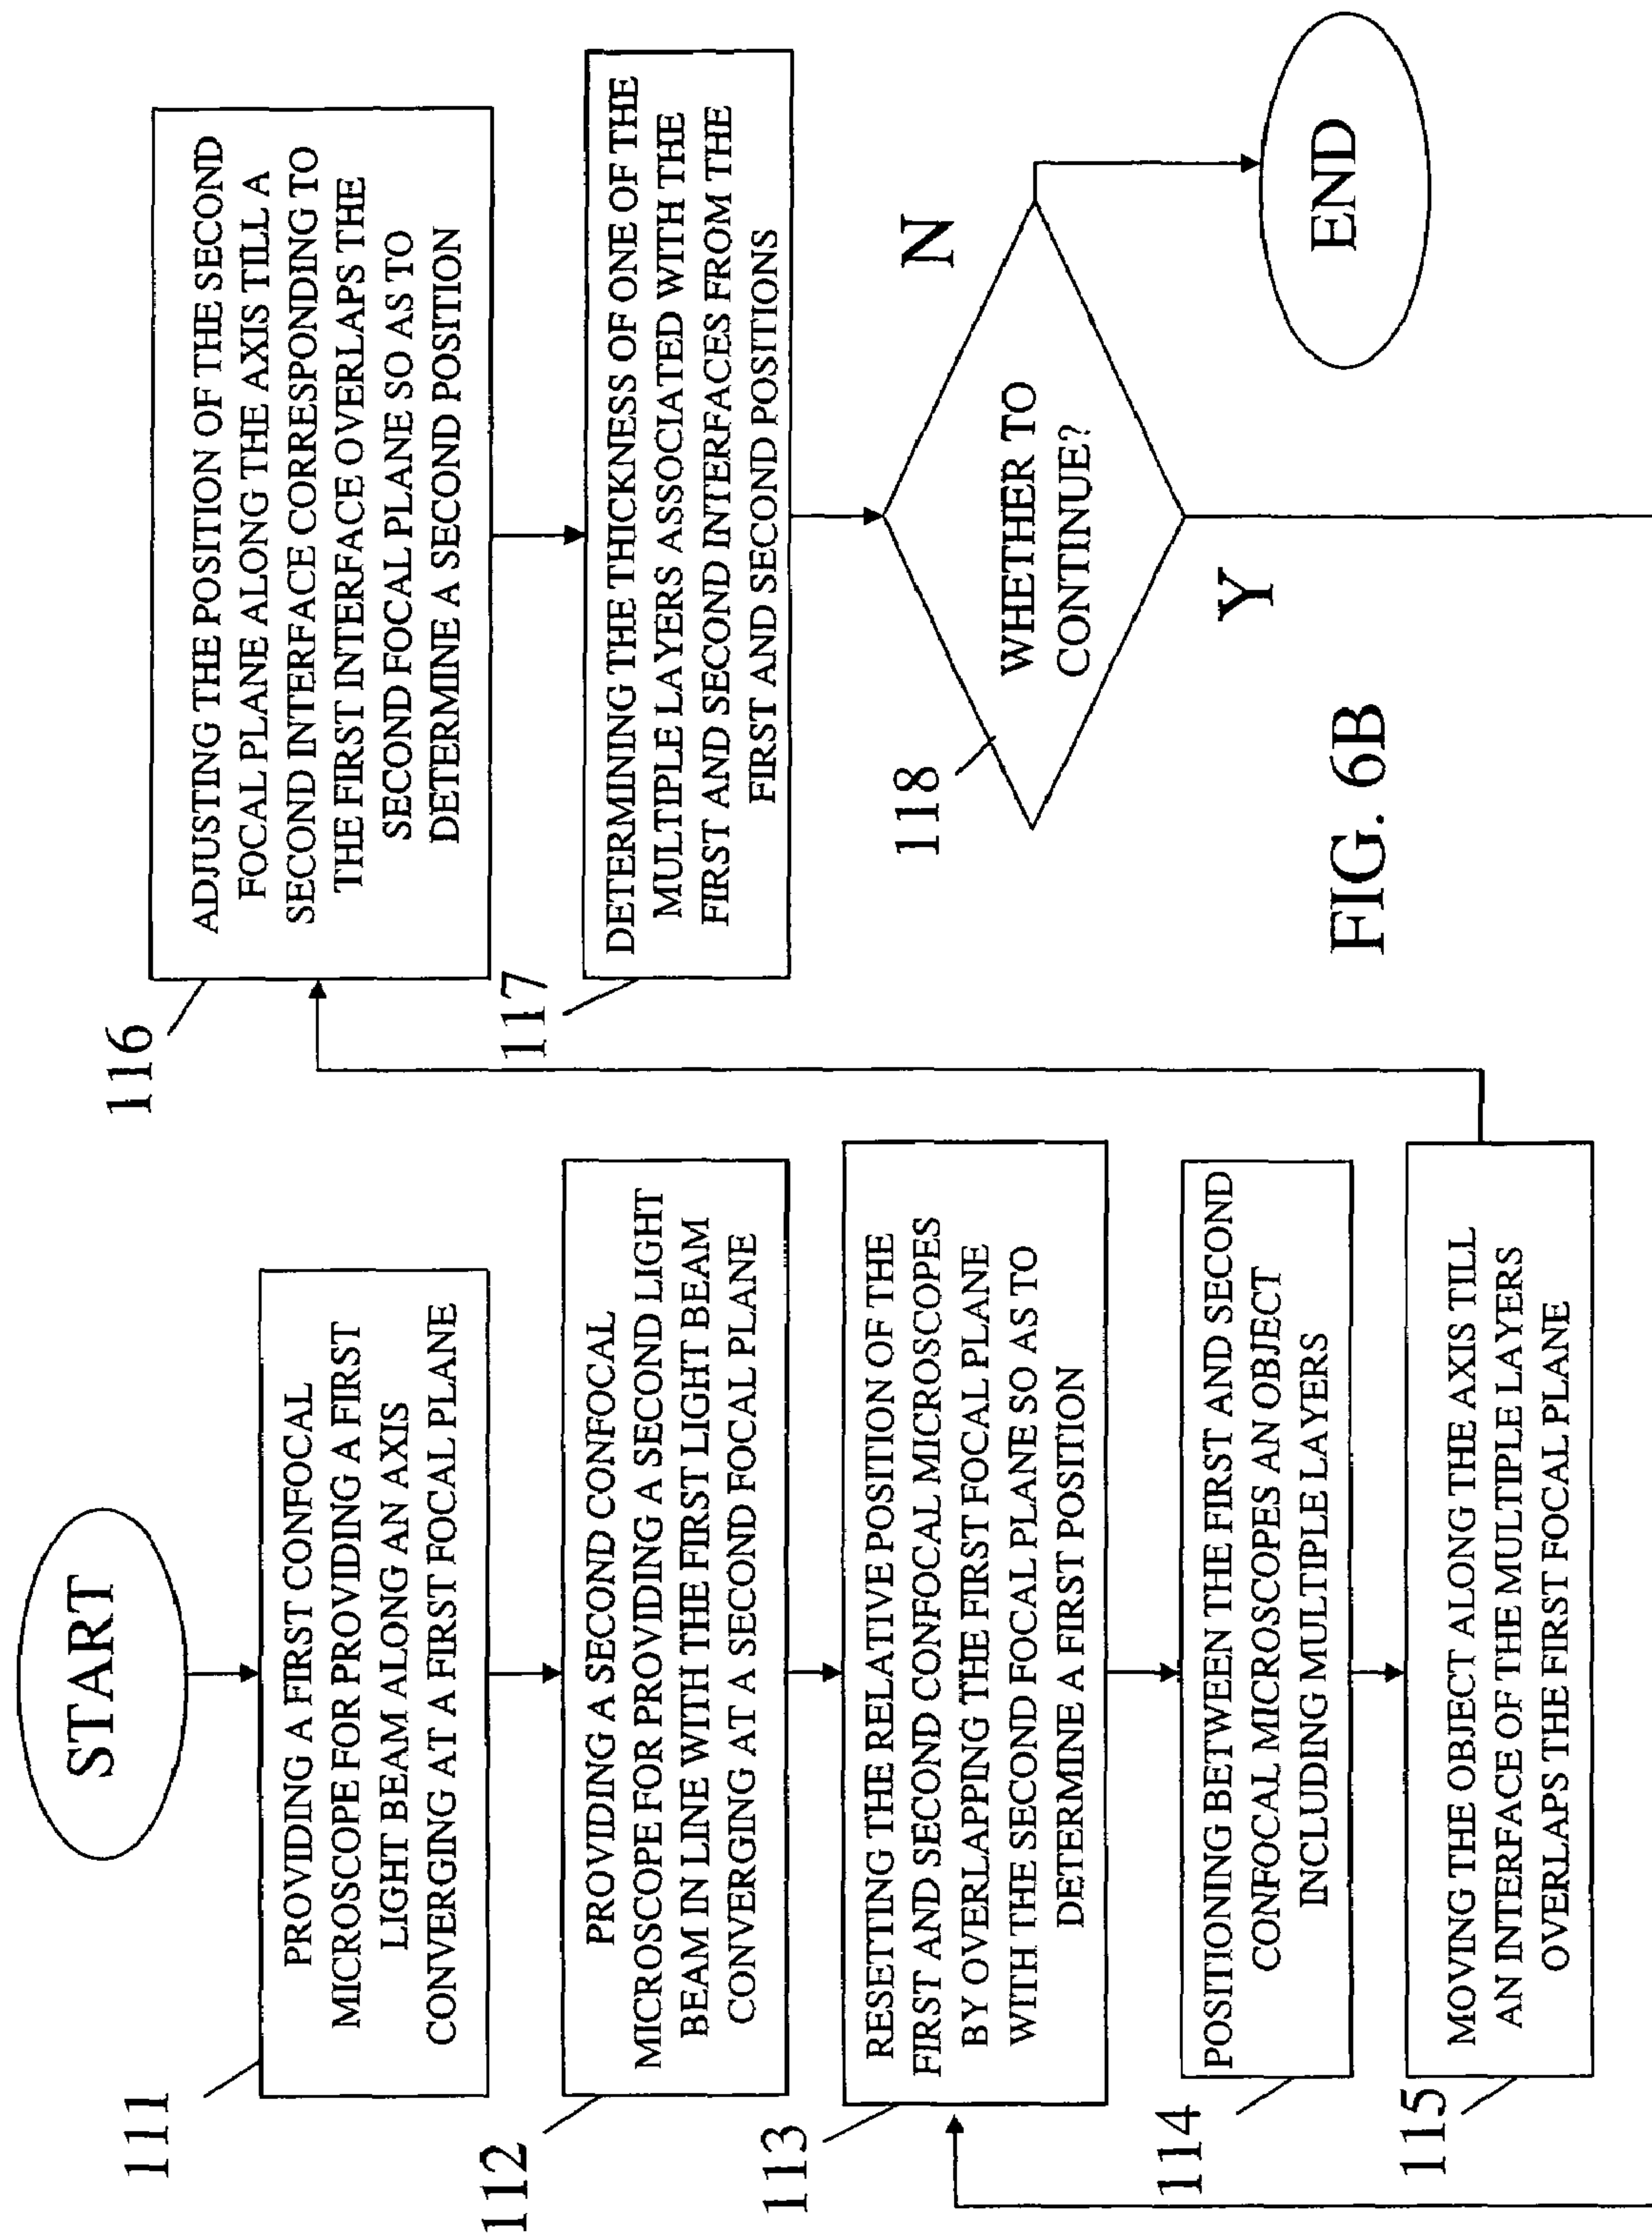 START
111
PROVIDING A FIRST CONFOCAL
MICROSCOPE FOR PROVIDING A FIRST
LIGHT BEAM ALONG AN AXIS
CONVERGING AT A FIRST FOCAL PLANE
112
PROVIDING A SECOND CONFOCAL
MICROSCOPE FOR PROVIDING A SECOND LIGHT
BEAM IN LINE WITH THE FIRST LIGHT BEAM
CONVERGING AT A SECOND FOCAL PLANE
113
RESETTING THE RELATIVE POSITION OF THE
FIRST AND SECOND CONFOCAL MICROSCOPES
BY OVERLAPPING THE FIRST FOCAL PLANE
WITH THE SECOND FOCAL PLANE SO AS TO
DETERMINE A FIRST POSITION
114
POSITIONING BETWEEN THE FIRST AND SECOND
CONFOCAL MICROSCOPES AN OBJECT
INCLUDING MULTIPLE LAYERS
115
MOVING THE OBJECT ALONG THE AXIS TILL
AN INTERFACE OF THE MULTIPLE LAYERS
OVERLAPS THE FIRST FOCAL PLANE
116
ADJUSTING THE POSITION OF THE SECOND
FOCAL PLANE ALONG THE AXIS TILL A
SECOND INTERFACE CORRESPONDING TO
THE FIRST INTERFACE OVERLAPS THE
SECOND FOCAL PLANE SO AS TO
DETERMINE A SECOND POSITION
117
DETERMINING THE THICKNESS OF ONE OF THE
MULTIPLE LAYERS ASSOCIATED WITH THE
FIRST AND SECOND INTERFACES FROM THE
FIRST AND SECOND POSITIONS
118
WHETHER TO
CONTINUE?
N
Y
END
FIG. 6B